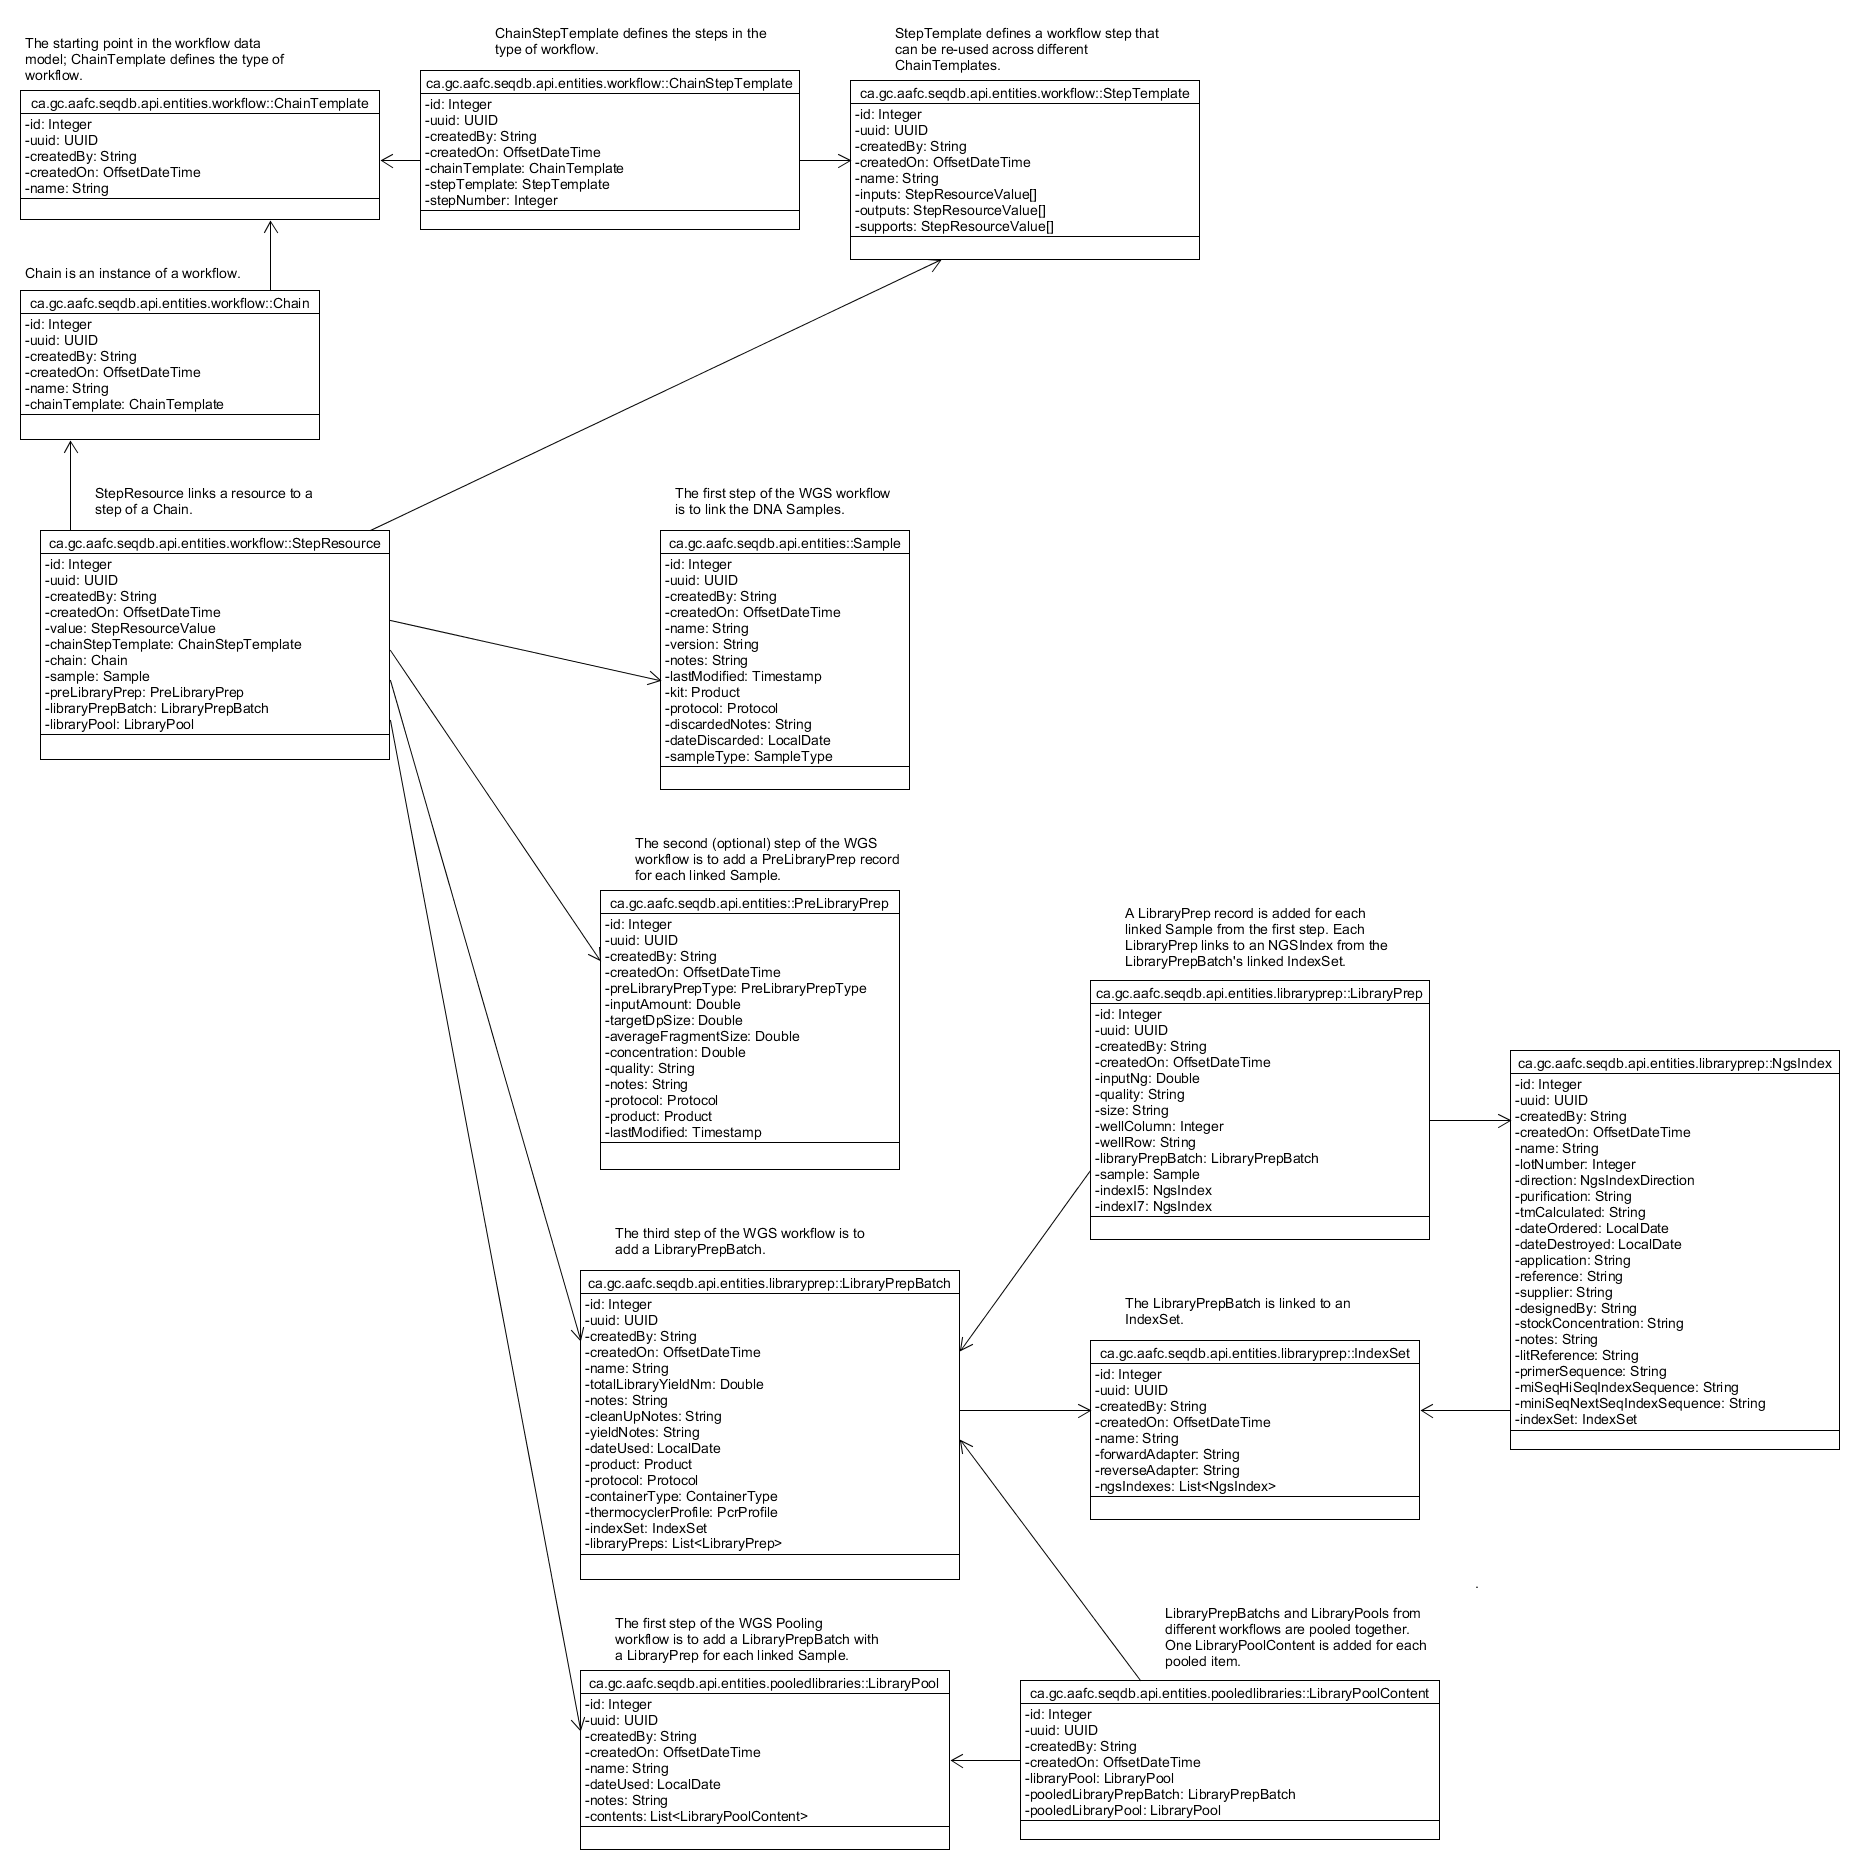 The starting point in the workflow data
model; ChainTemplate defines the type of
workflow.
ca.gc.aafc.seqdb.api.entities.workflow::ChainTemplate
-id: Integer
-uuid: UUID
-createdBy: String
-createdOn: OffsetDateTime
-name: String
ChainStepTemplate defines the steps in the
type of workflow.
ca.gc.aafc.seqdb.api.entities.workflow::ChainStepTemplate
-id: Integer
-uuid: UUID
-createdBy: String
-createdOn: OffsetDateTime
-chainTemplate: ChainTemplate
-stepTemplate: StepTemplate
-stepNumber: Integer
StepTemplate defines a workflow step that
can be re-used across different
ChainTemplates.
ca.gc.aafc.seqdb.api.entities.workflow::StepTemplate
-id: Integer
-uuid: UUID
-createdBy: String
-createdOn: OffsetDateTime
-name: String
-inputs: StepResourceValue[]
-outputs: StepResourceValue[]
-supports: StepResourceValue[]
Chain is an instance of a workflow.
ca.gc.aafc.seqdb.api.entities.workflow::Chain
-id: Integer
-uuid: UUID
-createdBy: String
-createdOn: OffsetDateTime
-name: String
-chainTemplate: ChainTemplate
StepResource links a resource to a
step of a Chain.
ca.gc.aafc.seqdb.api.entities.workflow::StepResource
-id: Integer
-uuid: UUID
-createdBy: String
-createdOn: OffsetDateTime
-value: StepResourceValue
-chainStepTemplate: ChainStepTemplate
-chain: Chain
-sample: Sample
-preLibraryPrep: PreLibraryPrep
-libraryPrepBatch: LibraryPrepBatch
-libraryPool: LibraryPool
The first step of the WGS workflow
is to link the DNA Samples.
ca.gc.aafc.seqdb.api.entities::Sample
-id: Integer
-uuid: UUID
-createdBy: String
-createdOn: OffsetDateTime
-name: String
-version: String
-notes: String
-lastModified: Timestamp
-kit: Product
-protocol: Protocol
-discardedNotes: String
-dateDiscarded: LocalDate
-sampleType: SampleType
The second (optional) step of the WGS
workflow is to add a PreLibraryPrep record
for each linked Sample.
ca.gc.aafc.seqdb.api.entities::PreLibraryPrep
-id: Integer
-uuid: UUID
-createdBy: String
-createdOn: OffsetDateTime
-preLibraryPrepType: PreLibraryPrepType
-inputAmount: Double
-targetDpSize: Double
-averageFragmentSize: Double
-concentration: Double
-quality: String
-notes: String
-protocol: Protocol
-product: Product
-lastModified: Timestamp
A LibraryPrep record is added for each
linked Sample from the first step. Each
LibraryPrep links to an NGSIndex from the
LibraryPrepBatch's linked IndexSet.
ca.gc.aafc.seqdb.api.entities.libraryprep::LibraryPrep
-id: Integer
-uuid: UUID
-createdBy: String
-createdOn: OffsetDateTime
-inputNg: Double
-quality: String
-size: String
-wellColumn: Integer
-wellRow: String
-libraryPrepBatch: LibraryPrepBatch
-sample: Sample
-indexI5: NgsIndex
-indexI7: NgsIndex
ca.gc.aafc.seqdb.api.entities.libraryprep::NgsIndex
-id: Integer
-uuid: UUID
-createdBy: String
-createdOn: OffsetDateTime
-name: String
-lotNumber: Integer
-direction: NgsIndexDirection
-purification: String
-tmCalculated: String
-dateOrdered: LocalDate
-dateDestroyed: LocalDate
-application: String
-reference: String
-supplier: String
-designedBy: String
-stockConcentration: String
-notes: String
-litReference: String
-primerSequence: String
-miSeqHiSeqIndexSequence: String
-miniSeqNextSeqIndexSequence: String
-indexSet: IndexSet
The third step of the WGS workflow is to
add a LibraryPrepBatch.
ca.gc.aafc.seqdb.api.entities.libraryprep::LibraryPrepBatch
-id: Integer
-uuid: UUID
-createdBy: String
-createdOn: OffsetDateTime
-name: String
-totalLibraryYieldNm: Double
-notes: String
-cleanUpNotes: String
-yieldNotes: String
-dateUsed: LocalDate
-product: Product
-protocol: Protocol
-containerType: ContainerType
-thermocyclerProfile: PcrProfile
-indexSet: IndexSet
-libraryPreps: List<LibraryPrep>
The LibraryPrepBatch is linked to an
IndexSet.
ca.gc.aafc.seqdb.api.entities.libraryprep::IndexSet
-id: Integer
-uuid: UUID
-createdBy: String
-createdOn: OffsetDateTime
-name: String
-forwardAdapter: String
-reverseAdapter: String
-ngsIndexes: List<NgsIndex>
.
The first step of the WGS Pooling
workflow is to add a LibraryPrepBatch with
a LibraryPrep for each linked Sample.
ca.gc.aafc.seqdb.api.entities.pooledlibraries::LibraryPool
-id: Integer
-uuid: UUID
-createdBy: String
-createdOn: OffsetDateTime
-name: String
-dateUsed: LocalDate
-notes: String
-contents: List<LibraryPoolContent>
LibraryPrepBatchs and LibraryPools from
different workflows are pooled together.
One LibraryPoolContent is added for each
pooled item.
ca.gc.aafc.seqdb.api.entities.pooledlibraries::LibraryPoolContent
-id: Integer
-uuid: UUID
-createdBy: String
-createdOn: OffsetDateTime
-libraryPool: LibraryPool
-pooledLibraryPrepBatch: LibraryPrepBatch
-pooledLibraryPool: LibraryPool